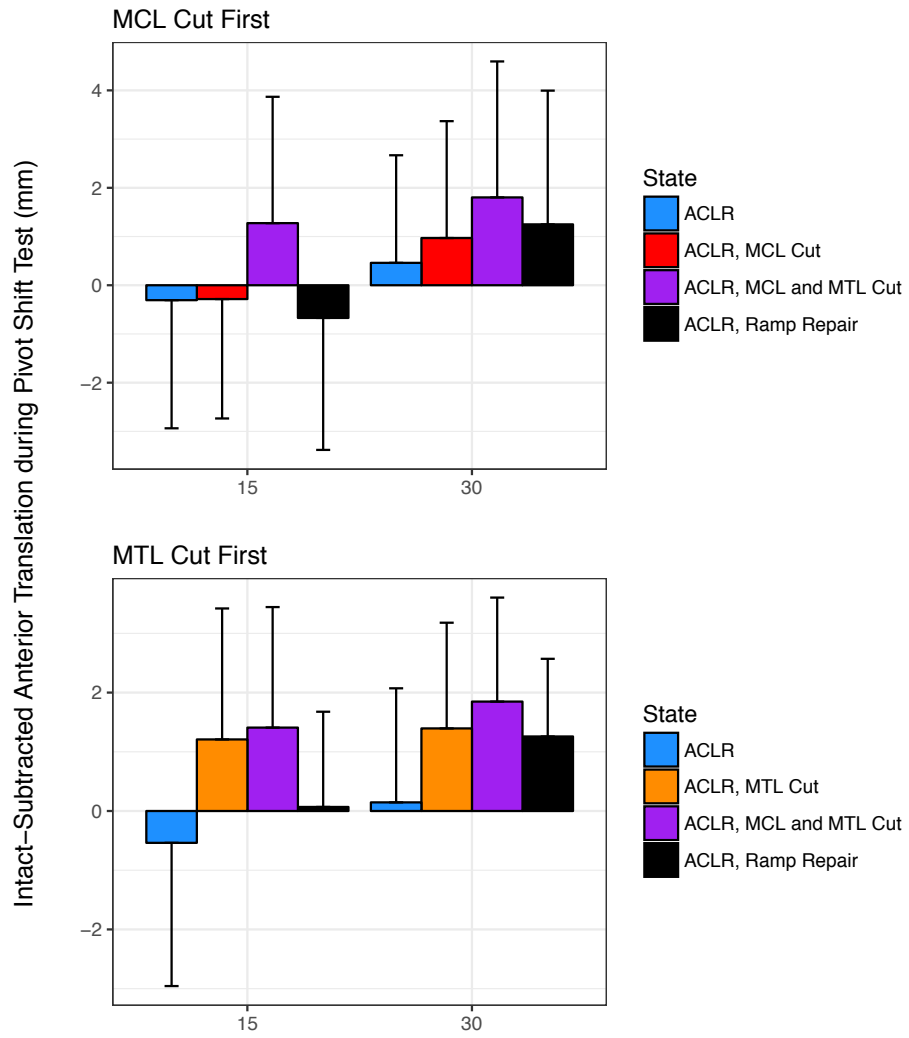 MCL Cut First
Intact−Subtracted Anterior Translation during Pivot Shift Test (mm)
4
2
0
−2
15
30
State
ACLR
ACLR, MCL Cut
ACLR, MCL and MTL Cut
ACLR, Ramp Repair
MTL Cut First
2
0
−2
15
30
State
ACLR
ACLR, MTL Cut
ACLR, MCL and MTL Cut
ACLR, Ramp Repair